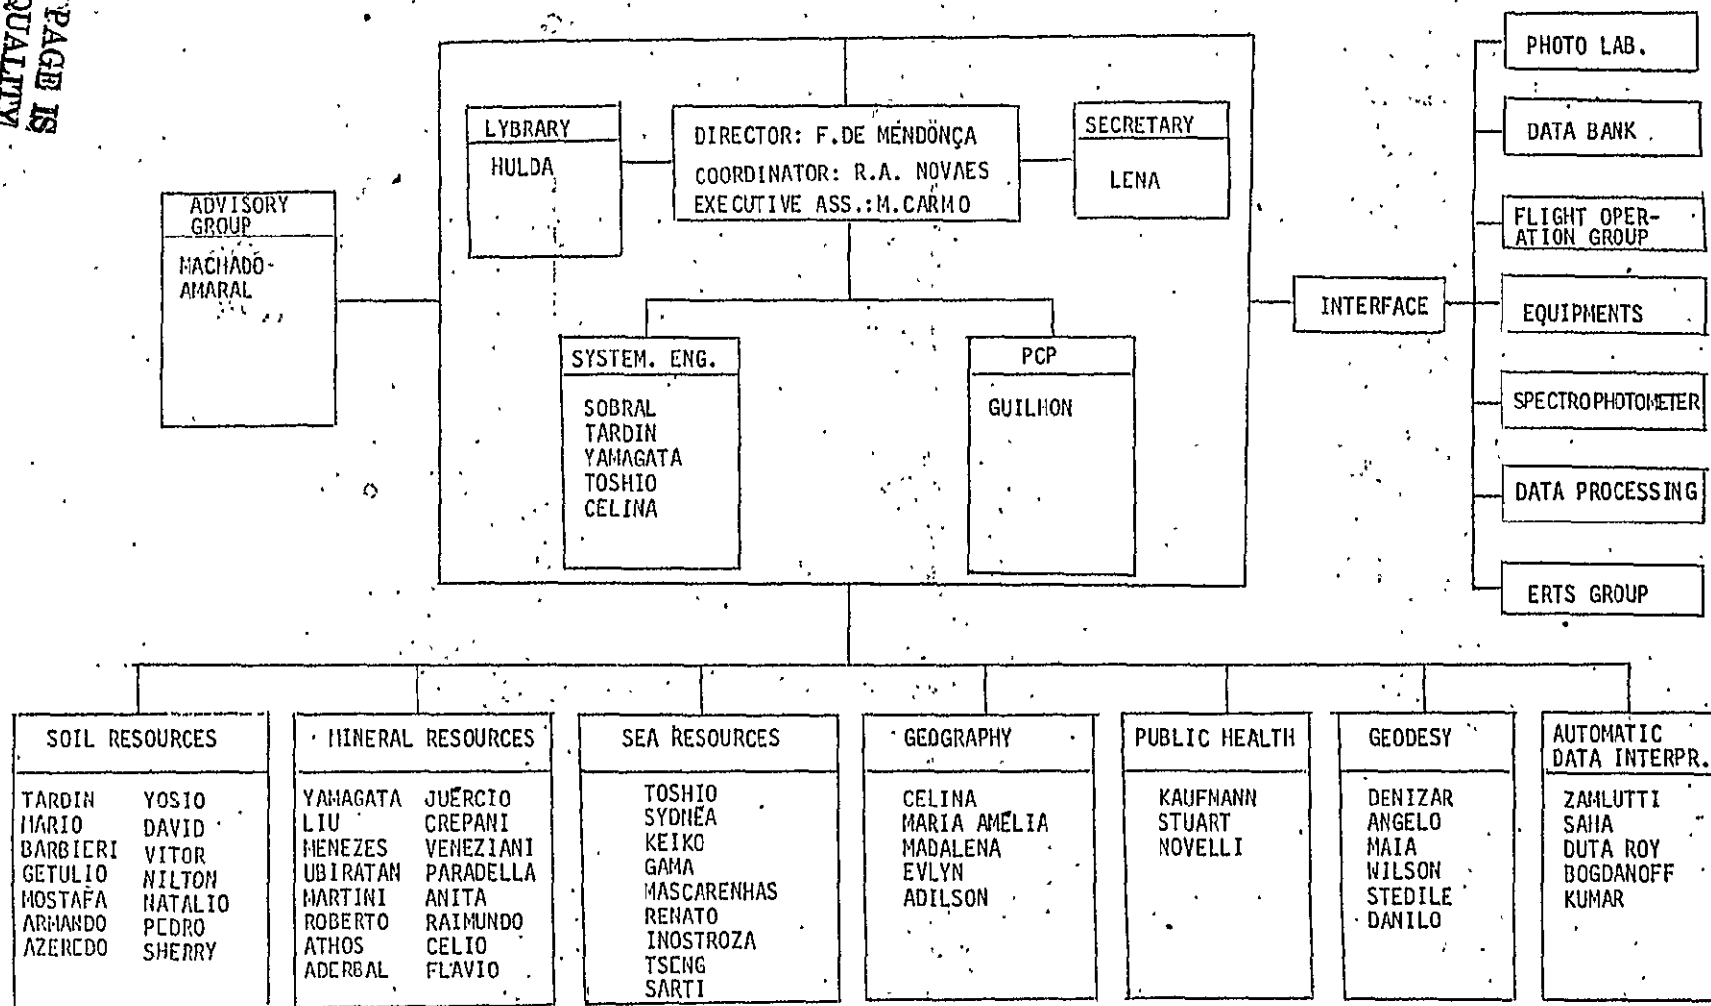 PAGE IS
QUALITY
LYBRARY
HULDA
DIRECTOR: F.DE MENDONÇA
COORDINATOR: R.A. NOVAES
EXECUTIVE ASS.:M.CARMO
SECRETARY
LENA
ADVISORY
GROUP
MACHADO-
AMARAL
SYSTEM. ENG.
SOBRAL
TARDIN
YAMAGATA
TOSHIO
CELINA
PCP
GUILHON
INTERFACE
PHOTO LAB.
DATA BANK
FLIGHT OPER-
ATION GROUP
EQUIPMENTS
SPECTROPHOTOMETER
DATA PROCESSING
ERTS GROUP
SOIL RESOURCES
TARDIN YOSIO
MARIO DAVID
BARBIERI VITOR
GETULIO NILTON
MOSTAFA NATALIO
ARMANDO PEDRO
AZEREDO SHERRY
MINERAL RESOURCES
YAMAGATA JUÉRCIO
LIU CREPANI
MENEZES VENEZIANI
UBIRATAN PARADELLA
MARTINI ANITA
ROBERTO RAIMUNDO
ATHOS CELIO
ADERBAL FLAVIO
SEA RESOURCES
TOSHIO
SYDNÉA
KEIKO
GAMA
MASCARENHAS
RENATO
INOSTROZA
TSENG
SARTI
GEOGRAPHY
CELINA
MARIA AMÉLIA
MADALENA
EVLYN
ADILSON
PUBLIC HEALTH
KAUFMANN
STUART
NOVELLI
GEODESY
DENIZAR
ANGELO
MAIA
WILSON
STEDILE
DANILO
AUTOMATIC
DATA INTERPR.
ZAMLUTTI
SAHA
DUTA ROY
BOGDANOFF
KUMAR